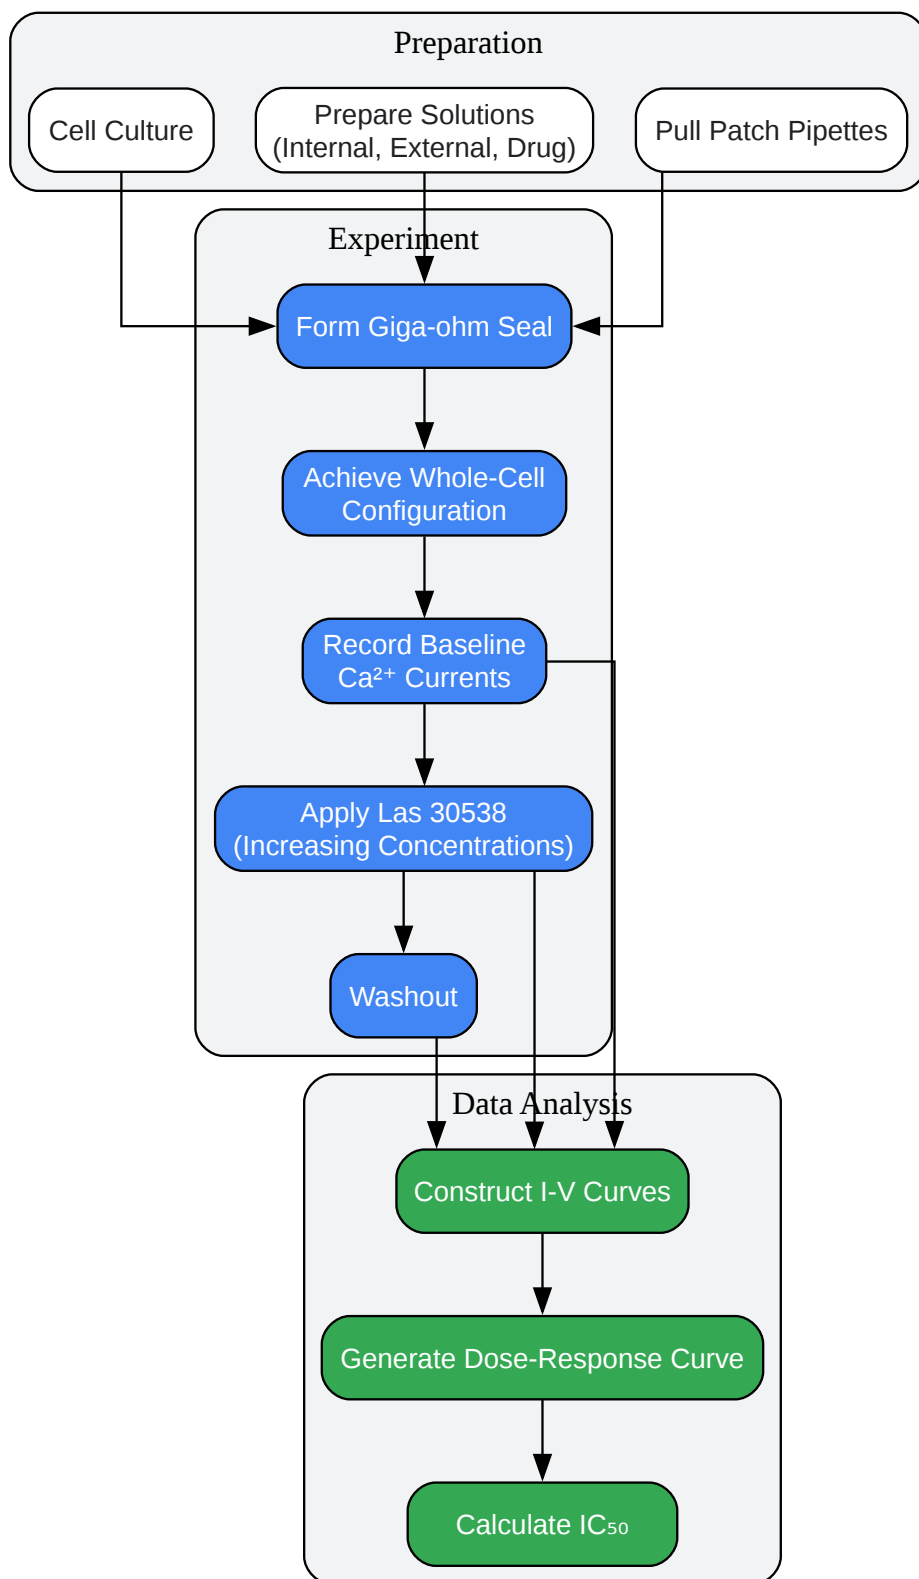 Preparation
Cell Culture
Prepare Solutions
(Internal, External, Drug)
Pull Patch Pipettes
Experiment
Form Giga-ohm Seal
Achieve Whole-Cell
Configuration
Record Baseline
Ca²⁺ Currents
Apply Las 30538
(Increasing Concentrations)
Washout
Data Analysis
Construct I-V Curves
Generate Dose-Response Curve
Calculate IC₅₀